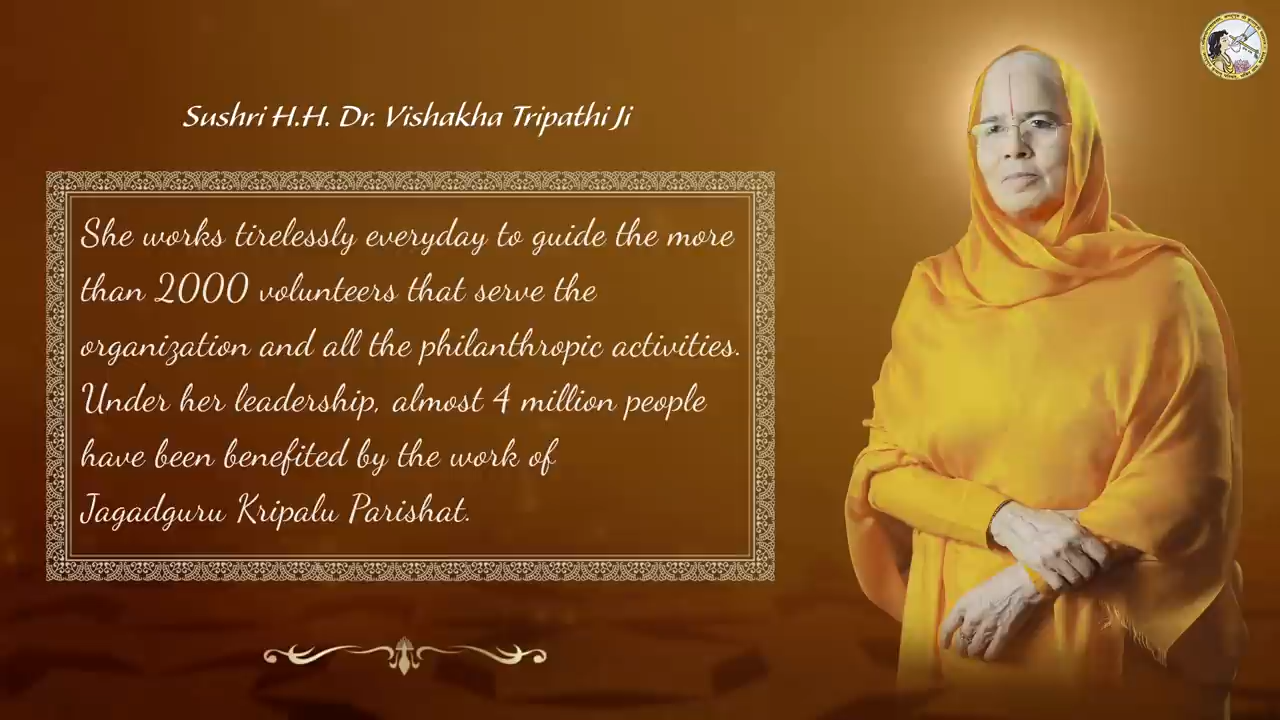 Sushri H.H. Dr. Vishakha Tripathi Ji
She works tirelessly everyday to guide the more
than 2000 volunteers that serve the
organization and all the philanthropic activities.
Under her leadership, almost 4 million people
have been benefited by the work of
Jagadguru Kripalu Parishat.